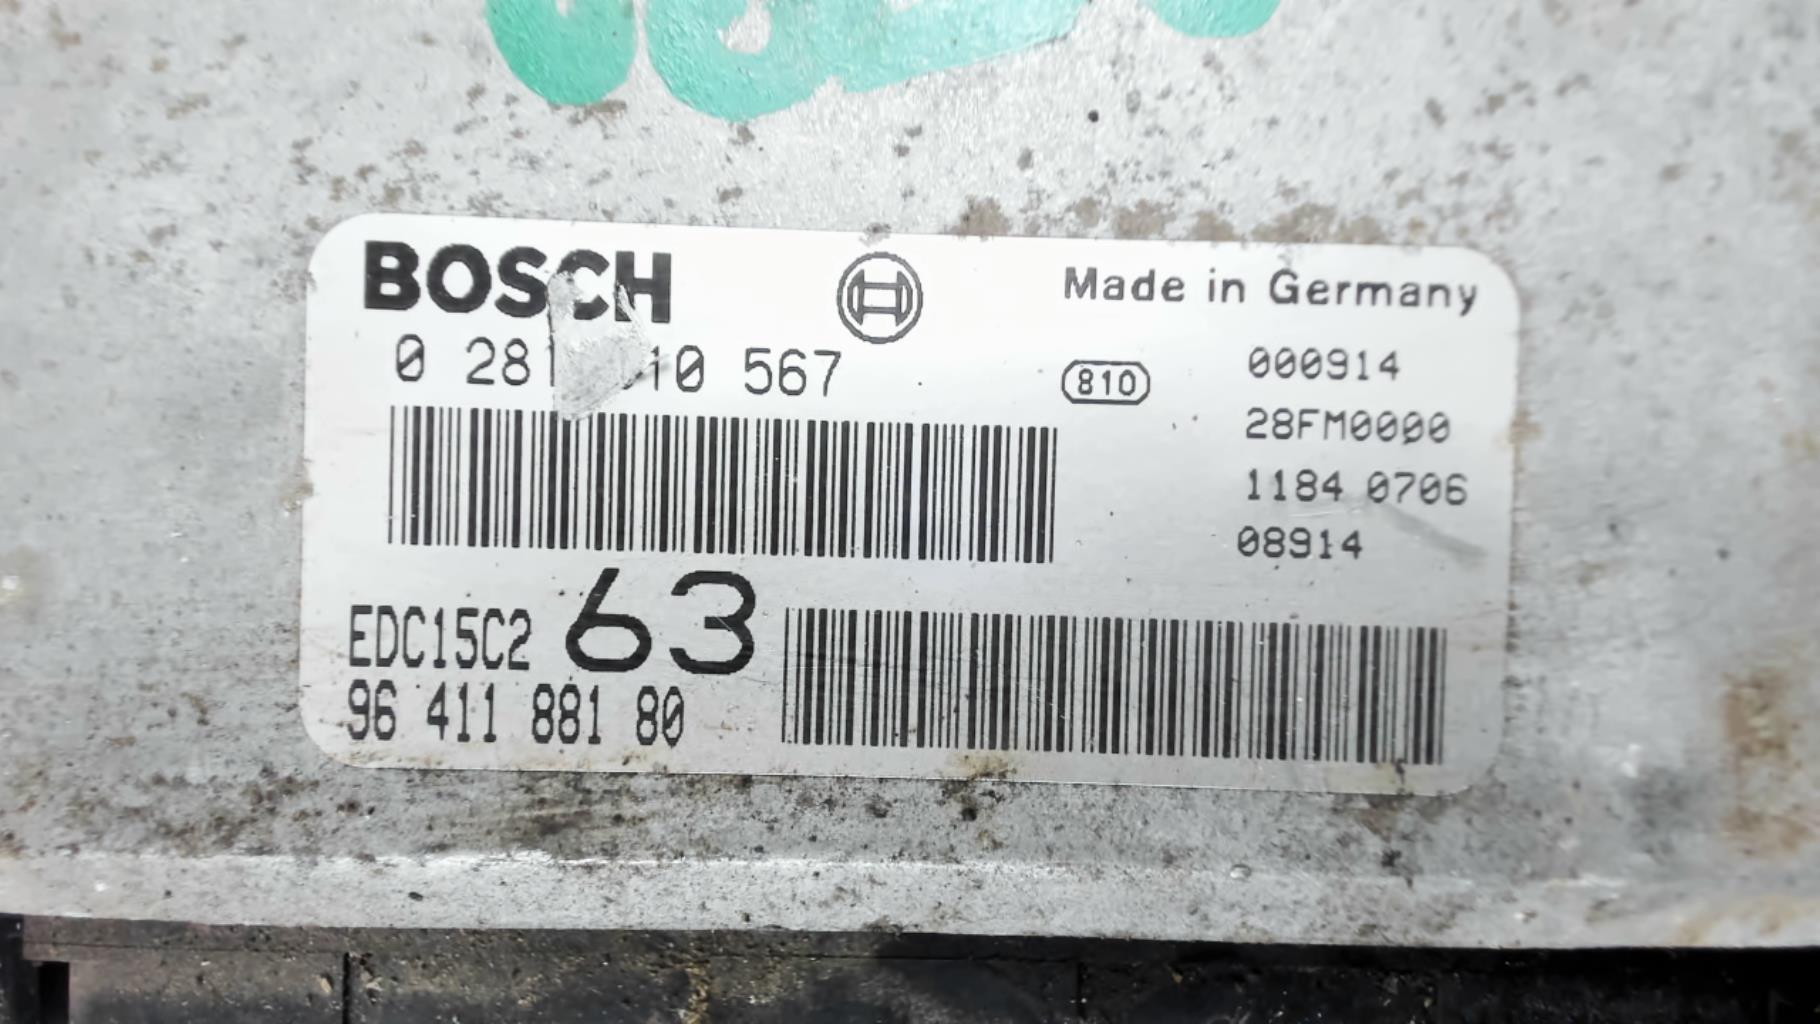 BOSCH
Made in Germany
0 281 010 567
810
000914
28FM0000
1184 0706
08914
EDC15C2 63
96 411 881 80